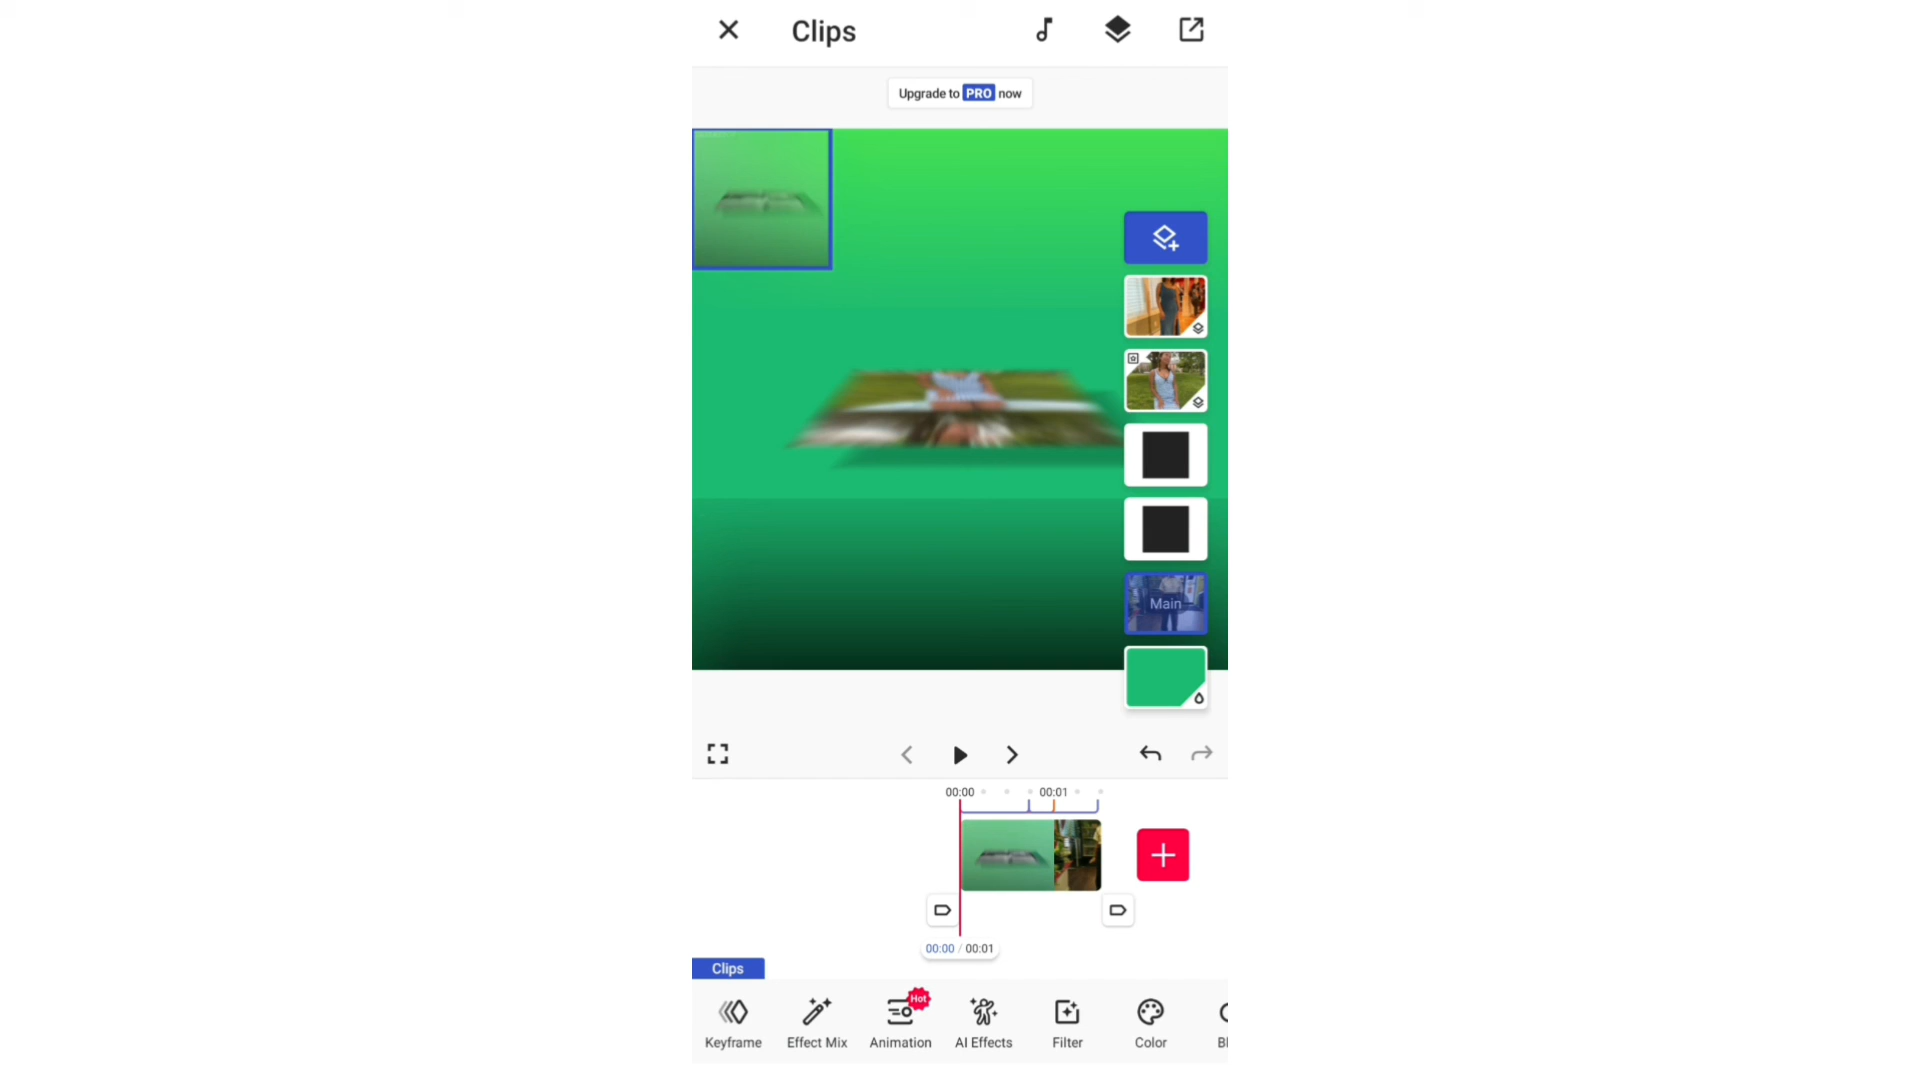 Clips
Upgrade to PRO now
Main
00:00
00:01
00:00 / 00:01
Clips
Hot
Keyframe
Effect Mix
Animation
AI Effects
Filter
Color